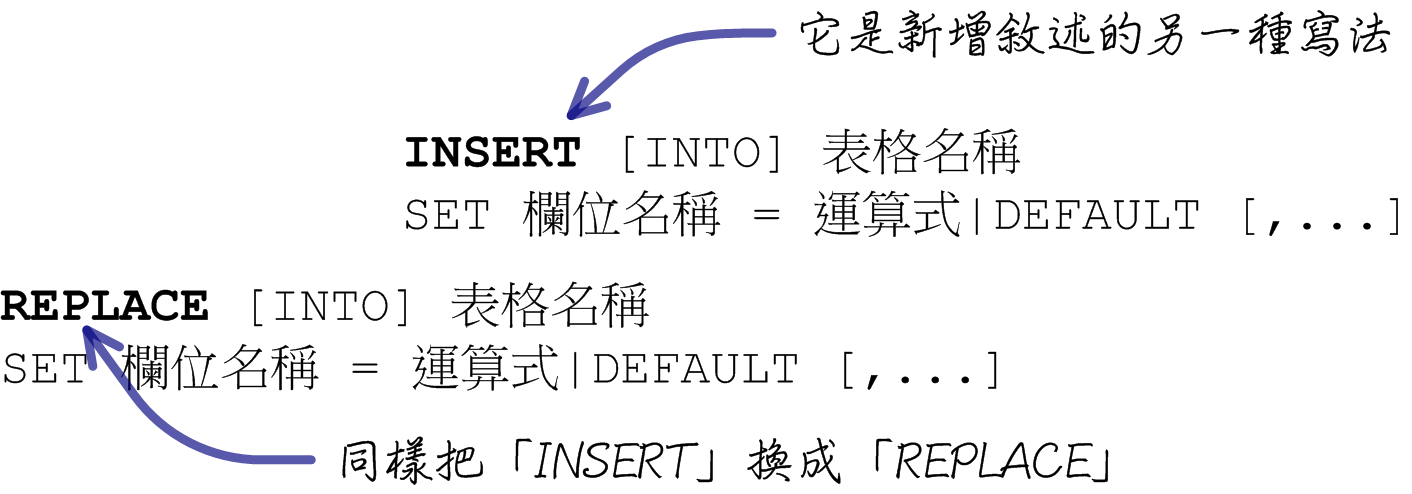 它是新增敘述的另一種寫法
INSERT [INTO] 表格名稱
SET 欄位名稱 = 運算式|DEFAULT [,...]
REPLACE [INTO] 表格名稱
SET 欄位名稱 = 運算式|DEFAULT [,...]
同樣把「INSERT」換成「REPLACE」